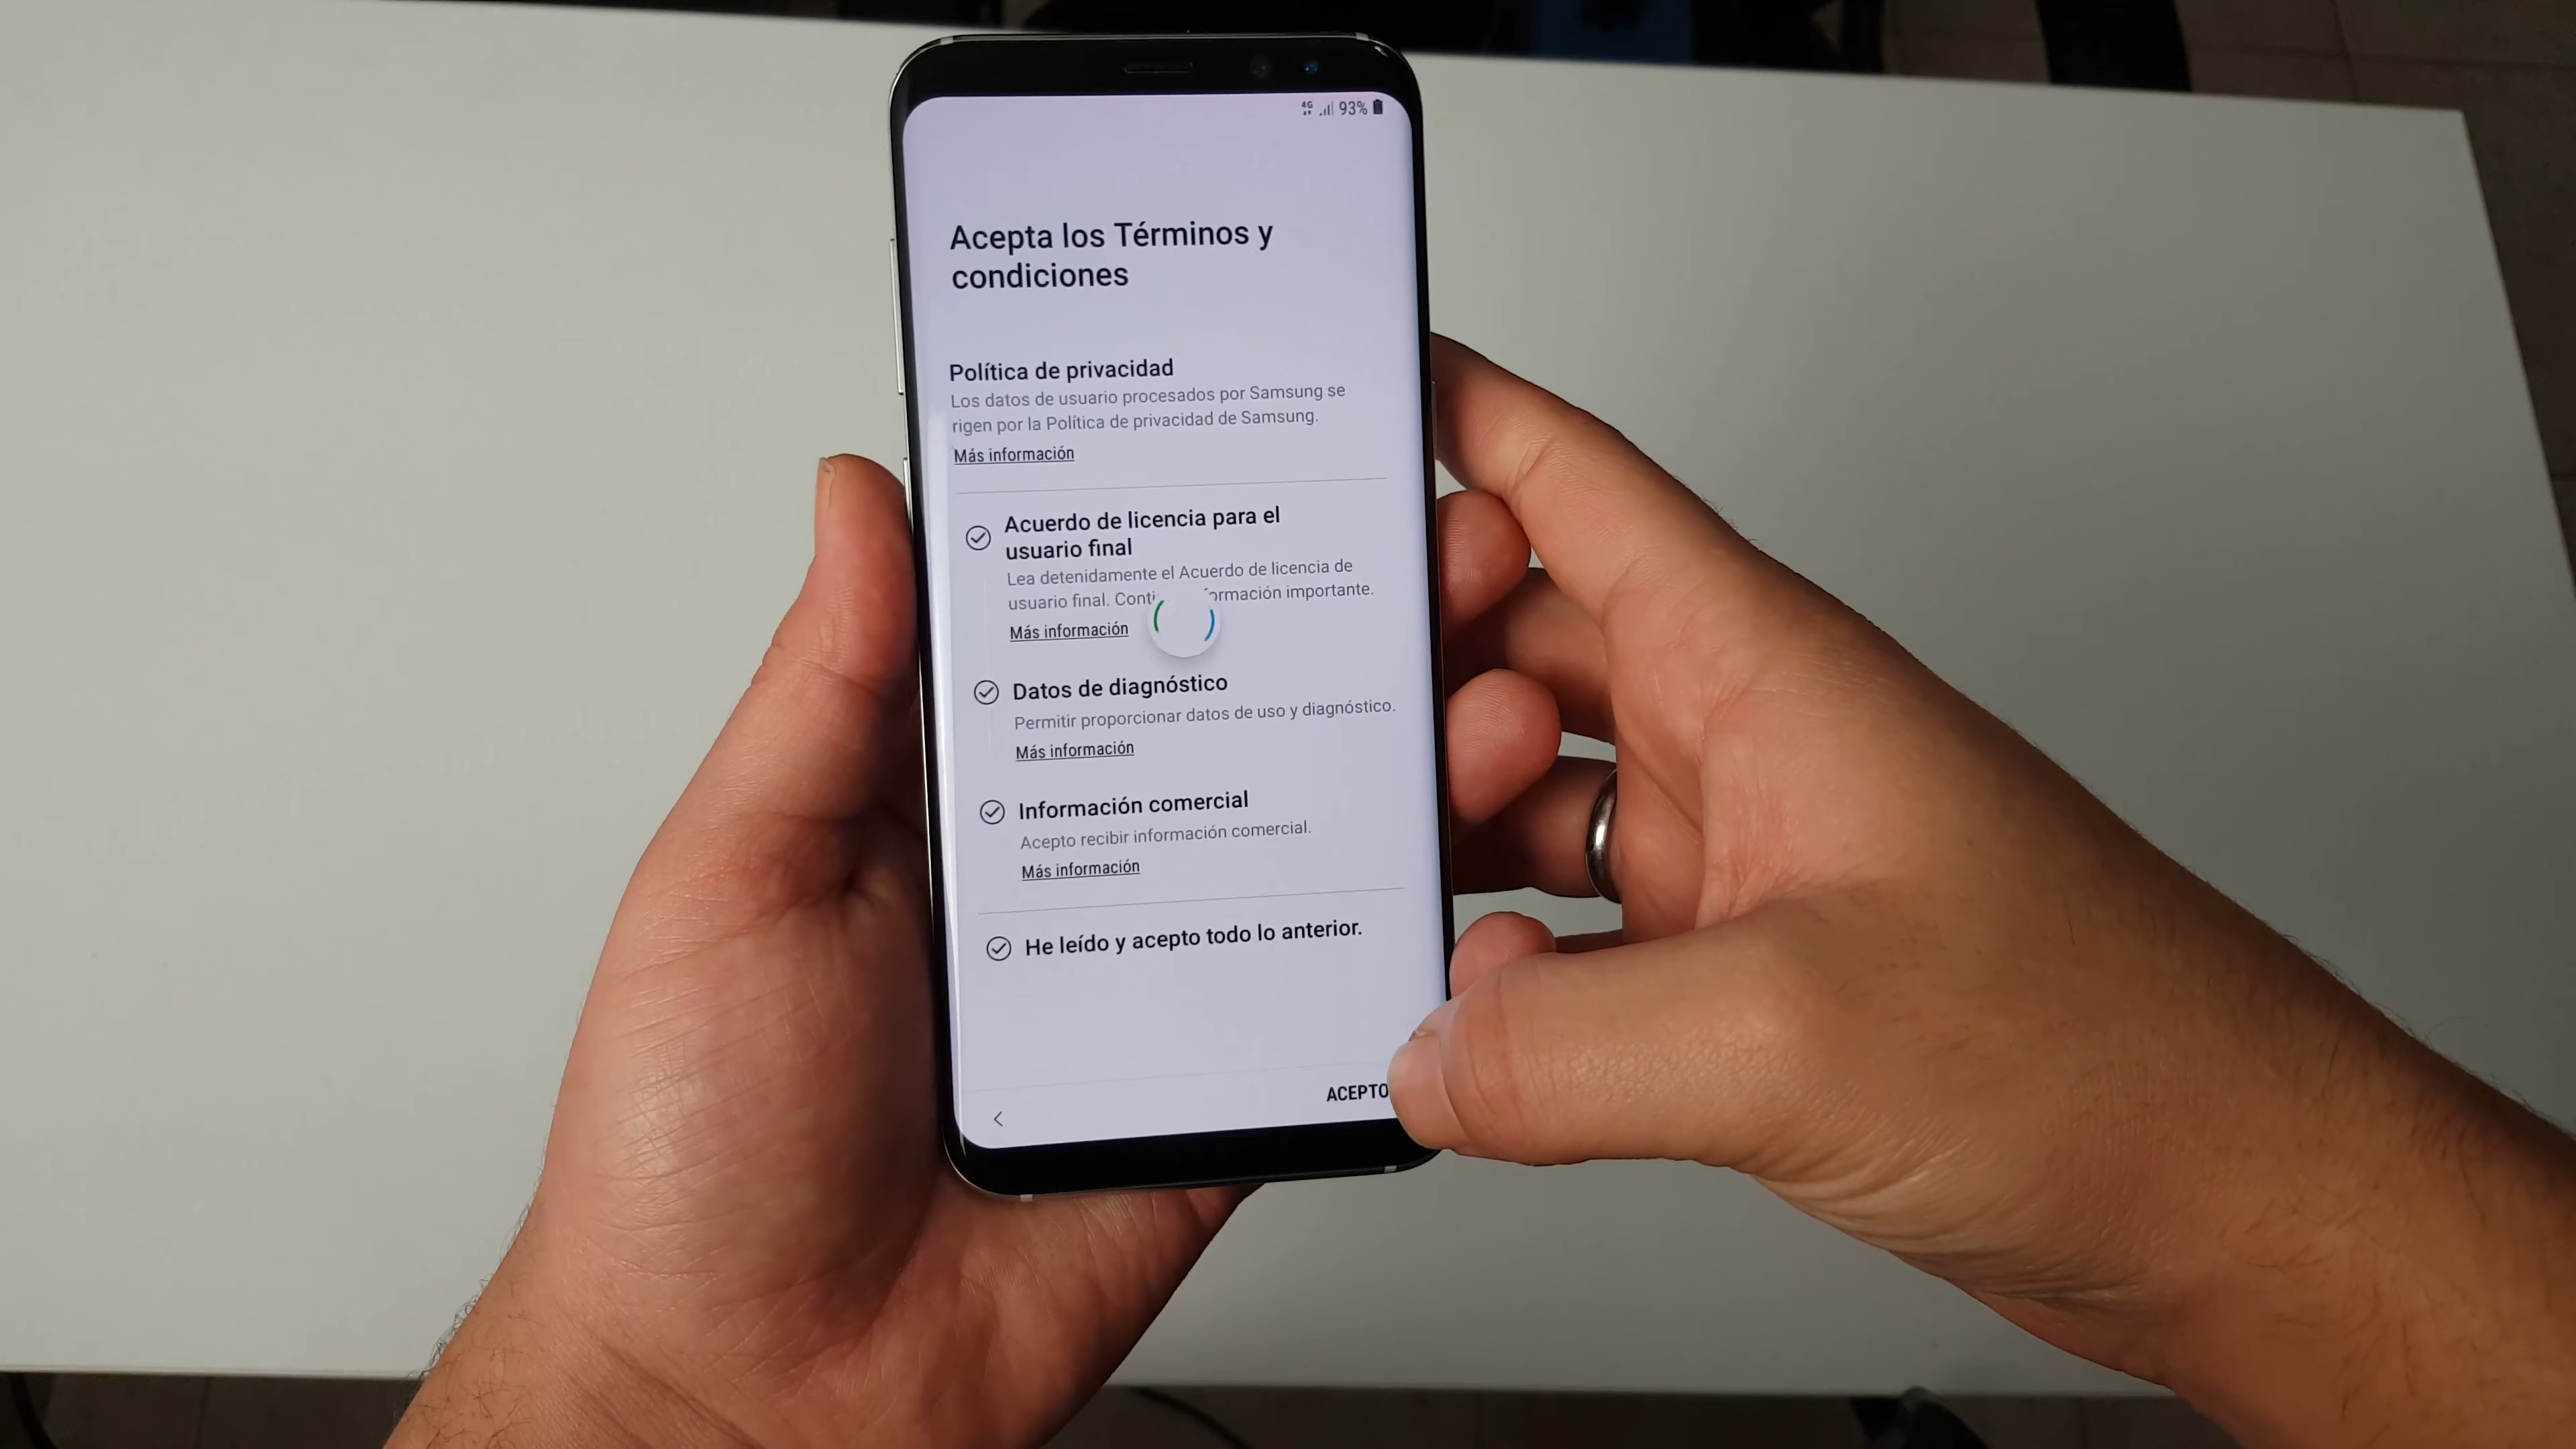 4G 93%
Acepta los Términos y
condiciones
Política de privacidad
Los datos de usuario procesados por Samsung se
rigen por la Política de privacidad de Samsung.
Más información
Acuerdo de licencia para el
usuario final
Lea detenidamente el Acuerdo de licencia de
usuario final. importante.
Más información
Datos de diagnóstico
Permitir proporcionar datos de uso y diagnóstico.
Más información
Información comercial
Acepto recibir información comercial.
Más información
He leído y acepto todo lo anterior.
ACEPTO